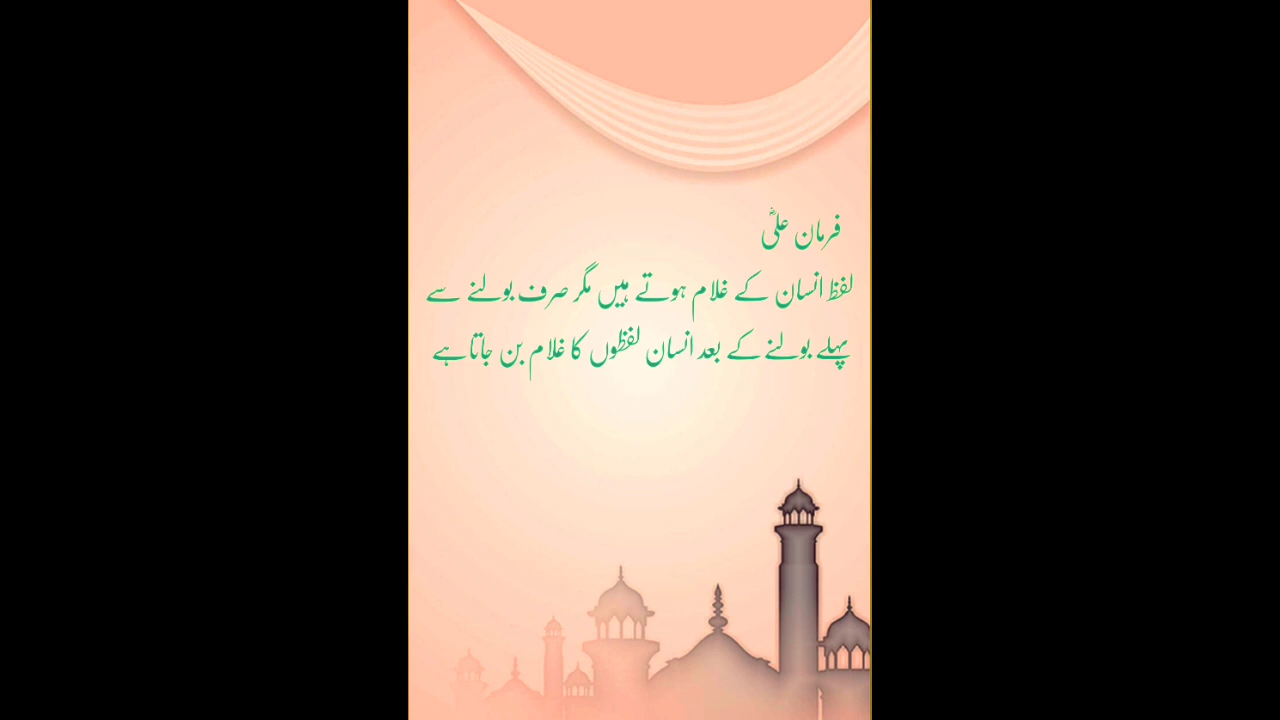 فرمان علیؓ
لفظ انسان کے غلام ہوتے ہیں مگر صرف بولنے سے
پہلے بولنے کے بعد انسان لفظوں کا غلام بن جاتا ہے